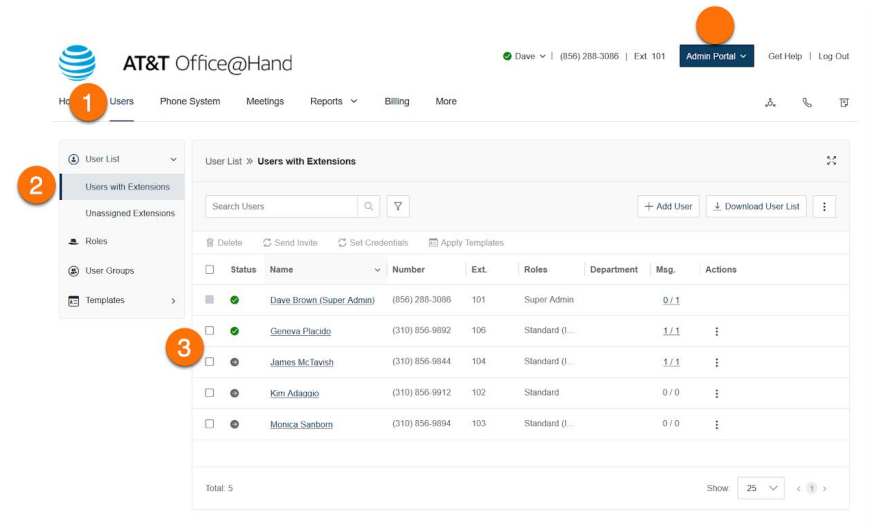 AT&T Office@Hand
Dave | (856) 288-3086 | Ext. 101 Admin Portal Get Help | Log Out
1 Users Phone System Meetings Reports Billing More
User List
2 Users with Extensions
Unassigned Extensions
Roles
User Groups
Templates
User List » Users with Extensions
Search Users + Add User Download User List
Delete Send Invite Set Credentials Apply Templates
Status Name Number Ext. Roles Department Msg. Actions
Dave Brown (Super Admin) (856) 288-3086 101 Super Admin 0 / 1
Geneva Placido (310) 856-9892 106 Standard (I... 1 / 1
3 James McTavish (310) 856-9844 104 Standard (I... 1 / 1
Kim Adaggio (310) 856-9912 102 Standard 0 / 0
Monica Sanborn (310) 856-9894 103 Standard (I... 0 / 0
Total: 5 Show: 25 < 1 >